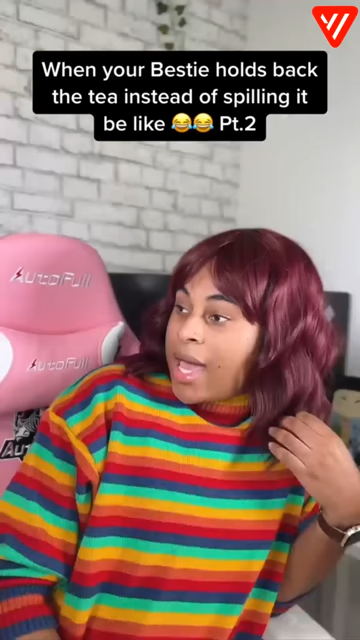 When your Bestie holds back
the tea instead of spilling it
be like 😂😂 Pt.2
AutoFull
AutoFull